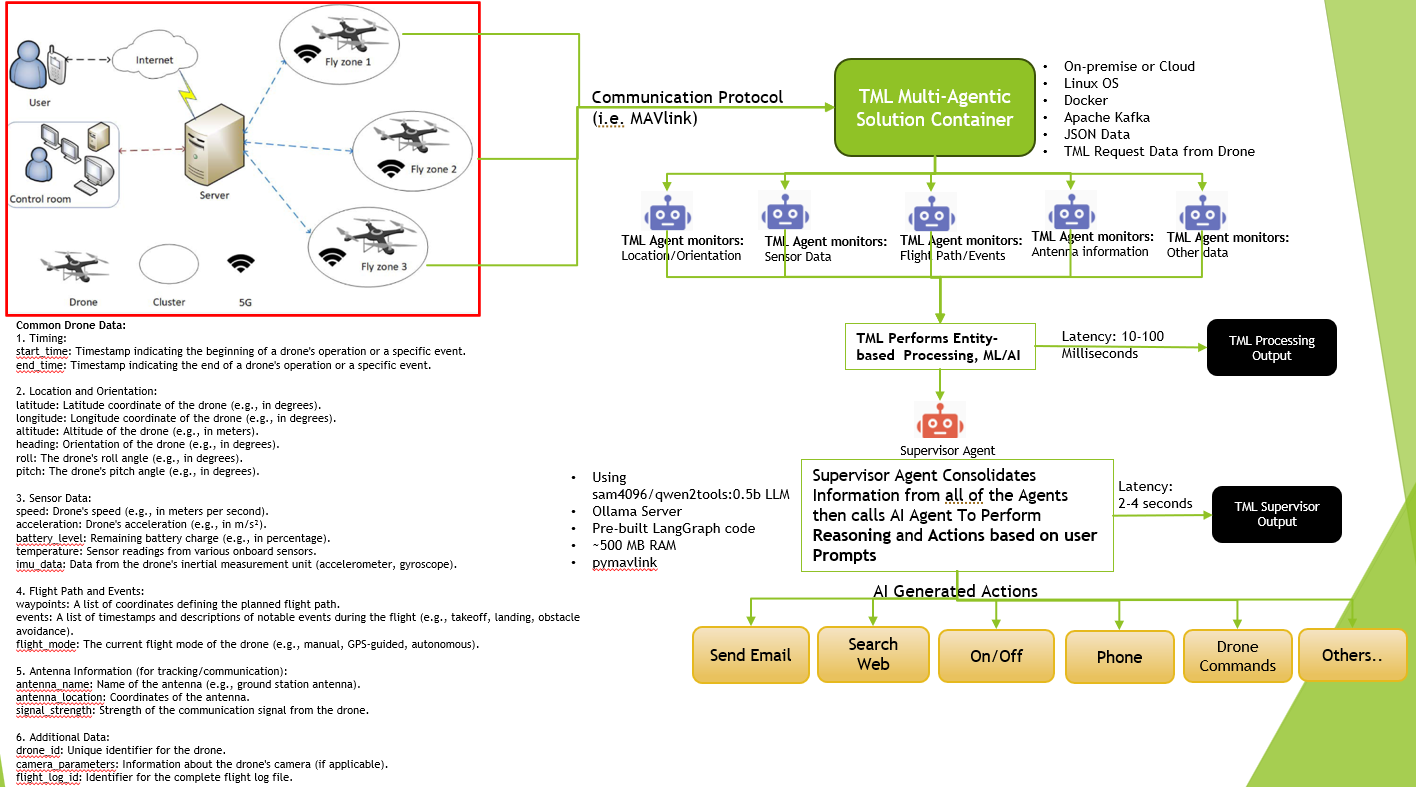 User
Internet
Server
Control room
Fly zone 1
Fly zone 2
Fly zone 3
Drone
Cluster
5G
Communication Protocol
(i.e. MAVlink)
TML Multi-Agentic
Solution Container
• On-premise or Cloud
• Linux OS
• Docker
• Apache Kafka
• JSON Data
• TML Request Data from Drone
TML Agent monitors:
Location/Orientation
TML Agent monitors:
Sensor Data
TML Agent monitors:
Flight Path/Events
TML Agent monitors:
Antenna information
TML Agent monitors:
Other data
TML Performs Entity-
based Processing, ML/AI
Latency: 10-100
Milliseconds
TML Processing
Output
Supervisor Agent
• Using
sam4096/qwen2tools:0.5b LLM
• Ollama Server
• Pre-built LangGraph code
• ~500 MB RAM
• pymavlink
Supervisor Agent Consolidates
Information from all of the Agents
then calls AI Agent To Perform
Reasoning and Actions based on user
Prompts
Latency:
2-4 seconds
TML Supervisor
Output
AI Generated Actions
Send Email
Search
Web
On/Off
Phone
Drone
Commands
Others..
Common Drone Data:
1. Timing:
start_time: Timestamp indicating the beginning of a drone's operation or a specific event.
end_time: Timestamp indicating the end of a drone's operation or a specific event.
2. Location and Orientation:
latitude: Latitude coordinate of the drone (e.g., in degrees).
longitude: Longitude coordinate of the drone (e.g., in degrees).
altitude: Altitude of the drone (e.g., in meters).
heading: Orientation of the drone (e.g., in degrees).
roll: The drone's roll angle (e.g., in degrees).
pitch: The drone's pitch angle (e.g., in degrees).
3. Sensor Data:
speed: Drone's speed (e.g., in meters per second).
acceleration: Drone's acceleration (e.g., in m/s²).
battery_level: Remaining battery charge (e.g., in percentage).
temperature: Sensor readings from various onboard sensors.
imu_data: Data from the drone's inertial measurement unit (accelerometer, gyroscope).
4. Flight Path and Events:
waypoints: A list of coordinates defining the planned flight path.
events: A list of timestamps and descriptions of notable events during the flight (e.g., takeoff, landing, obstacle
avoidance).
flight_mode: The current flight mode of the drone (e.g., manual, GPS-guided, autonomous).
5. Antenna Information (for tracking/communication):
antenna_name: Name of the antenna (e.g., ground station antenna).
antenna_location: Coordinates of the antenna.
signal_strength: Strength of the communication signal from the drone.
6. Additional Data:
drone_id: Unique identifier for the drone.
camera_parameters: Information about the drone's camera (if applicable).
flight_log_id: Identifier for the complete flight log file.